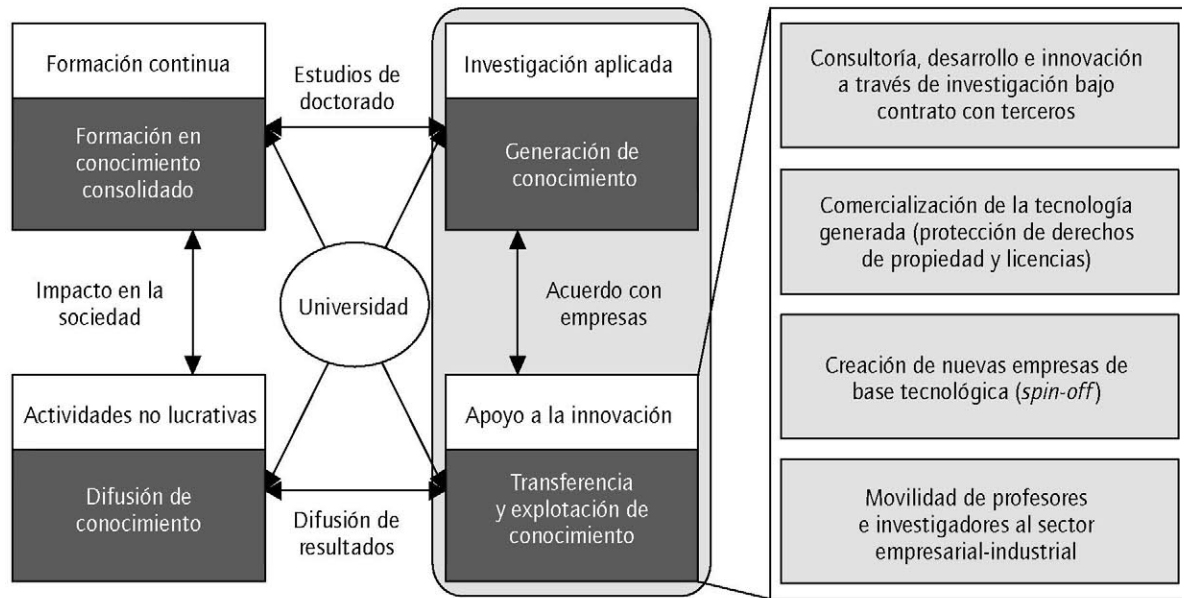 Formación continua
Formación en
conocimiento
consolidado
Estudios de
doctorado
Investigación aplicada
Generación de
conocimiento
Impacto en la
sociedad
Universidad
Acuerdo con
empresas
Actividades no lucrativas
Difusión de
conocimiento
Difusión de
resultados
Apoyo a la innovación
Transferencia
y explotación de
conocimiento
Consultoría, desarrollo e innovación
a través de investigación bajo
contrato con terceros
Comercialización de la tecnología
generada (protección de derechos
de propiedad y licencias)
Creación de nuevas empresas de
base tecnológica (spin-off)
Movilidad de profesores
e investigadores al sector
empresarial-industrial